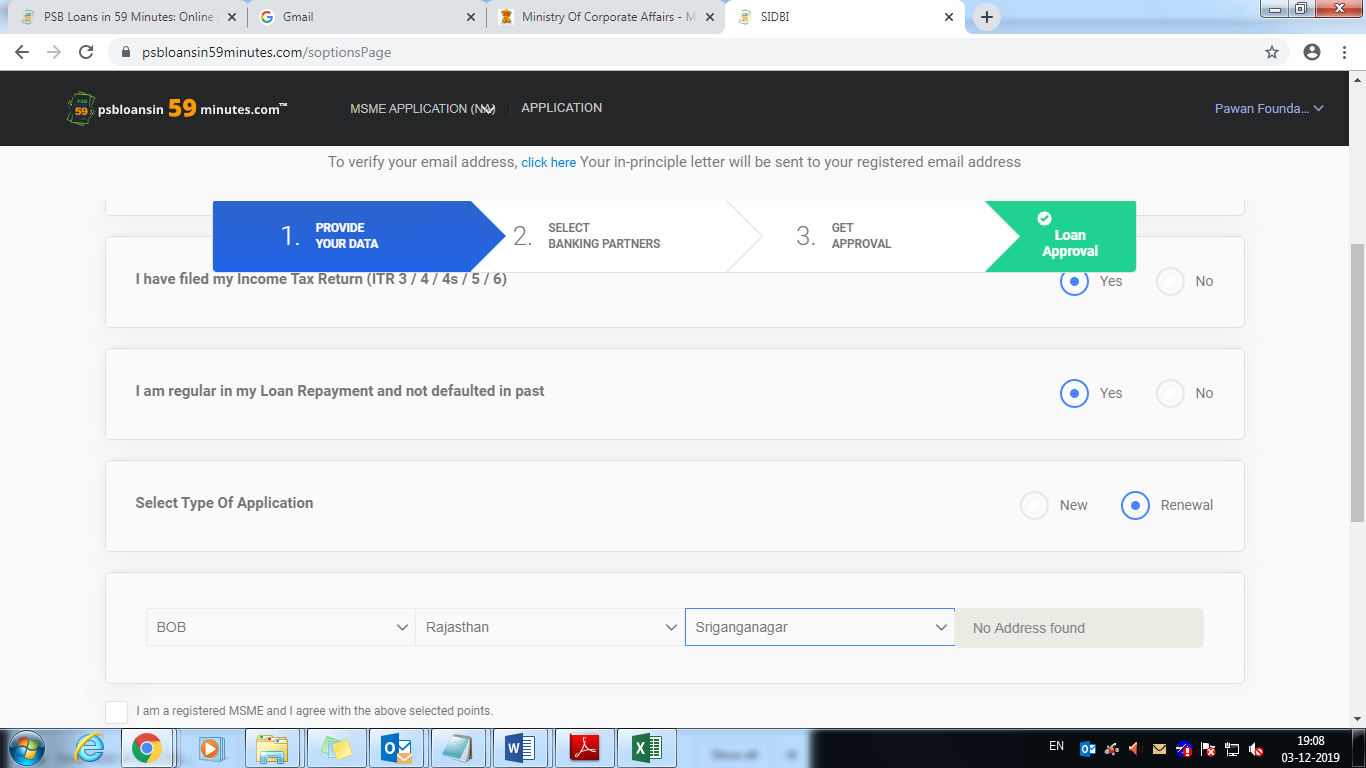 PSB Loans in 59 Minutes: Online
Gmail
Ministry Of Corporate Affairs - M
SIDBI
psbloansin59minutes.com/soptionsPage
psbloansin 59 minutes.com™
MSME APPLICATION (NA)
APPLICATION
Pawan Founda...
To verify your email address, click here Your in-principle letter will be sent to your registered email address
1. PROVIDE YOUR DATA
2. SELECT BANKING PARTNERS
3. GET APPROVAL
Loan Approval
I have filed my Income Tax Return (ITR 3 / 4 / 4s / 5 / 6)
Yes No
I am regular in my Loan Repayment and not defaulted in past
Yes No
Select Type Of Application
New Renewal
BOB
Rajasthan
Sriganganagar
No Address found
I am a registered MSME and I agree with the above selected points.
Show all
EN
19:08
03-12-2019